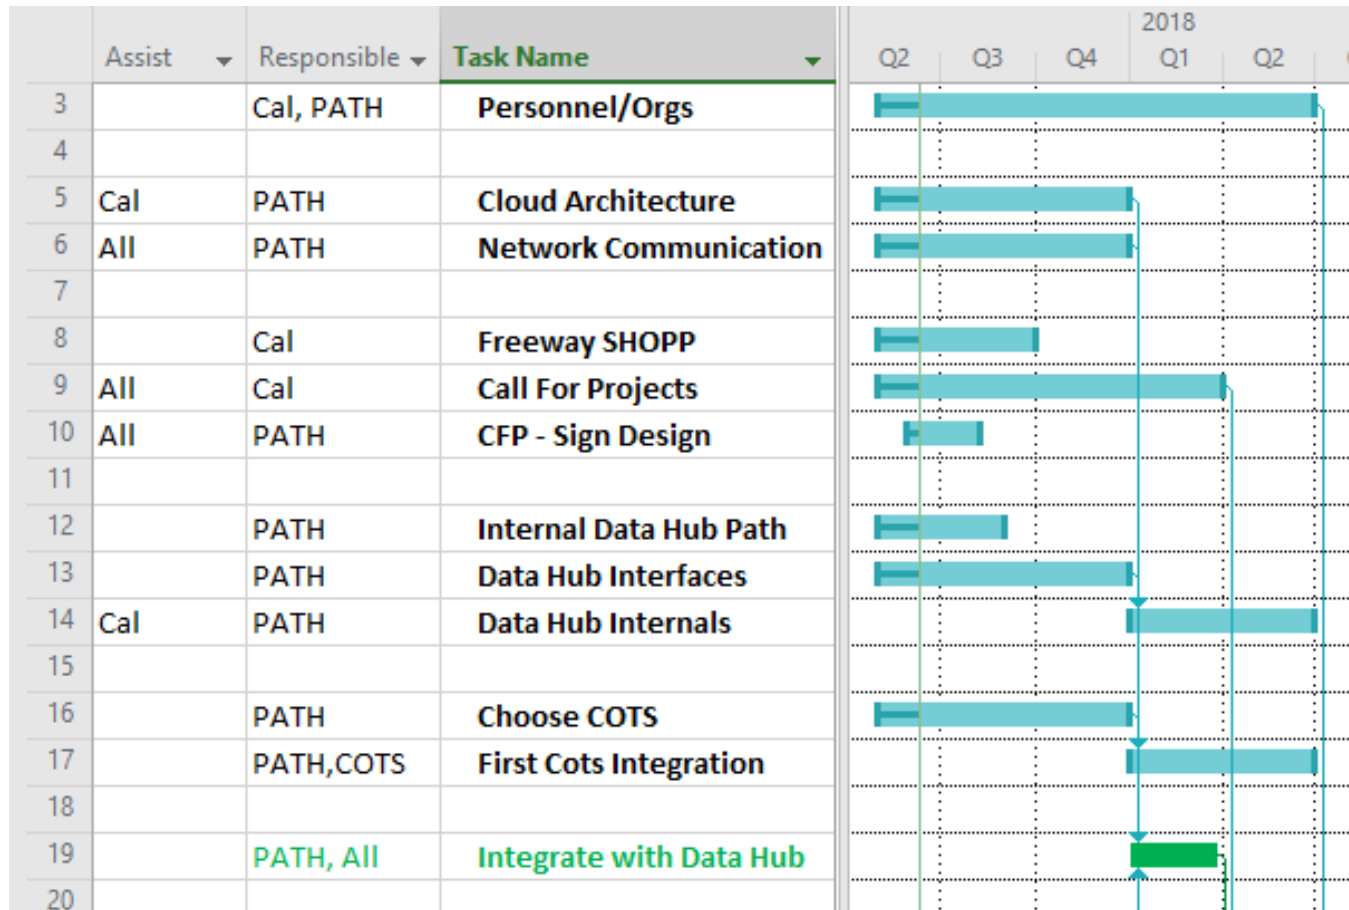 2018
Assist Responsible Task Name Q2 Q3 Q4 Q1 Q2
3 Cal, PATH Personnel/Orgs
4
5 Cal PATH Cloud Architecture
6 All PATH Network Communication
7
8 Cal Freeway SHOPP
9 All Cal Call For Projects
10 All PATH CFP - Sign Design
11
12 PATH Internal Data Hub Path
13 PATH Data Hub Interfaces
14 Cal PATH Data Hub Internals
15
16 PATH Choose COTS
17 PATH,COTS First Cots Integration
18
19 PATH, All Integrate with Data Hub
20